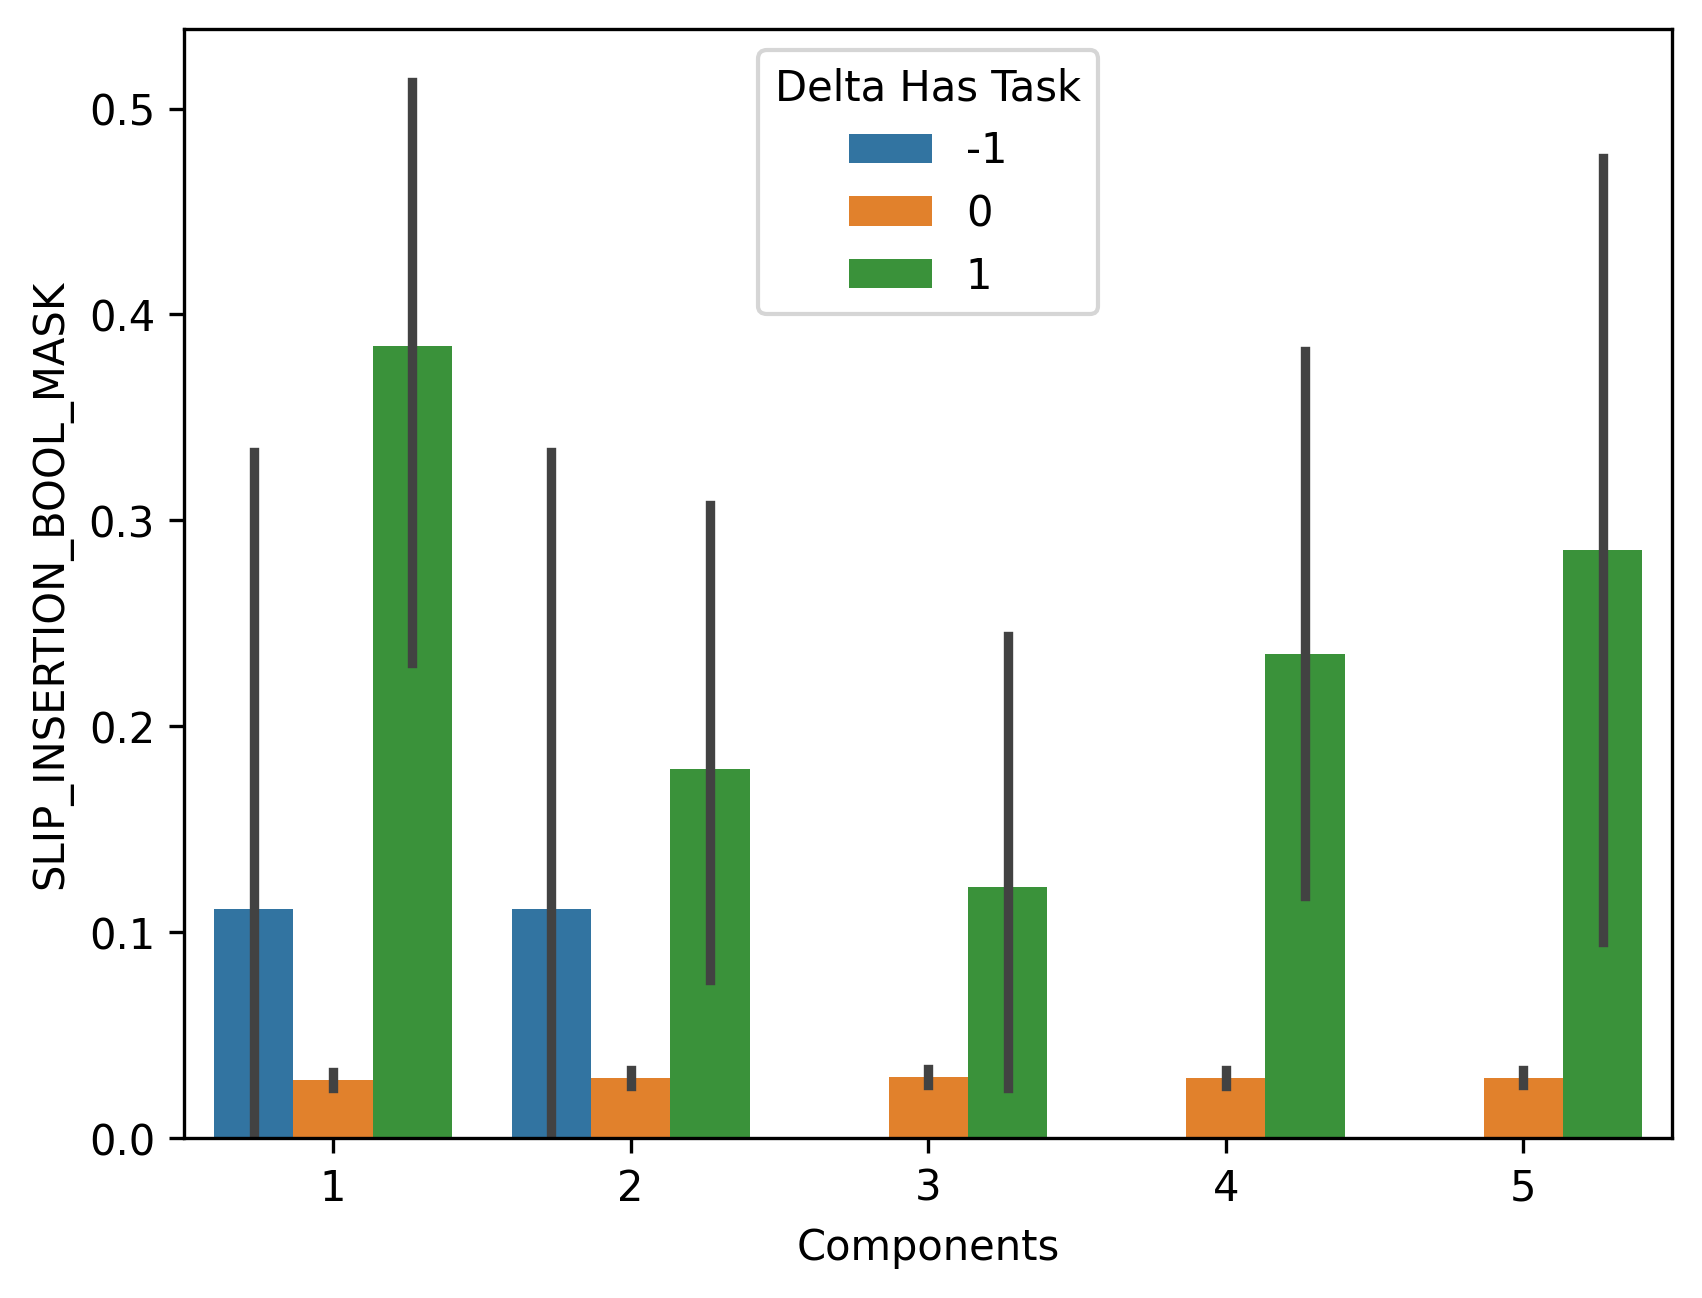 Delta Has Task
-1
0
1
0.5
0.4
0.3
0.2
0.1
0.0
SLIP_INSERTION_BOOL_MASK
1 2 3 4 5
Components